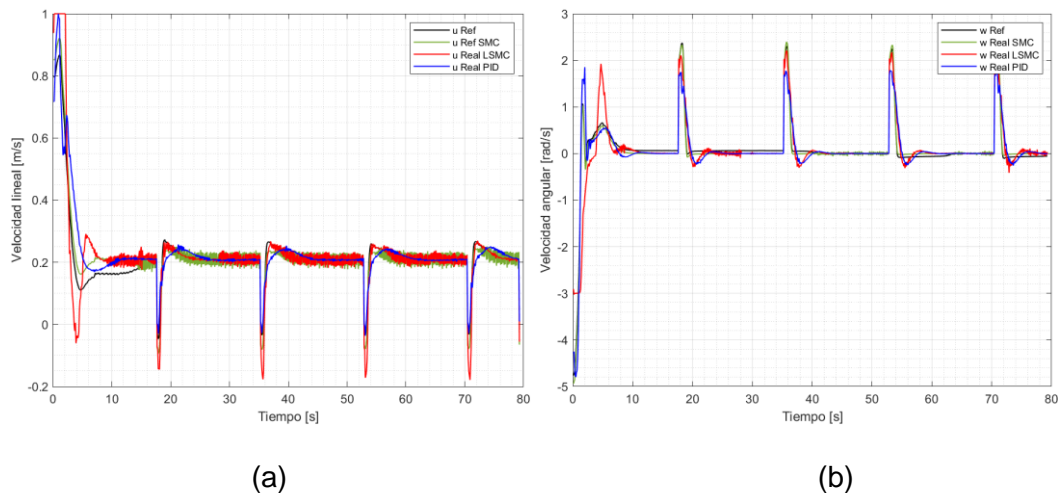 1
0.8
0.6
0.4
0.2
0
-0.2
Velocidad lineal [m/s]
0 10 20 30 40 50 60 70 80
Tiempo [s]
u Ref
u Ref SMC
u Real LSMC
u Real PID
(a)
3
2
1
0
-1
-2
-3
-4
-5
Velocidad angular [rad/s]
0 10 20 30 40 50 60 70 80
Tiempo [s]
w Ref
w Real SMC
w Real LSMC
w Real PID
(b)